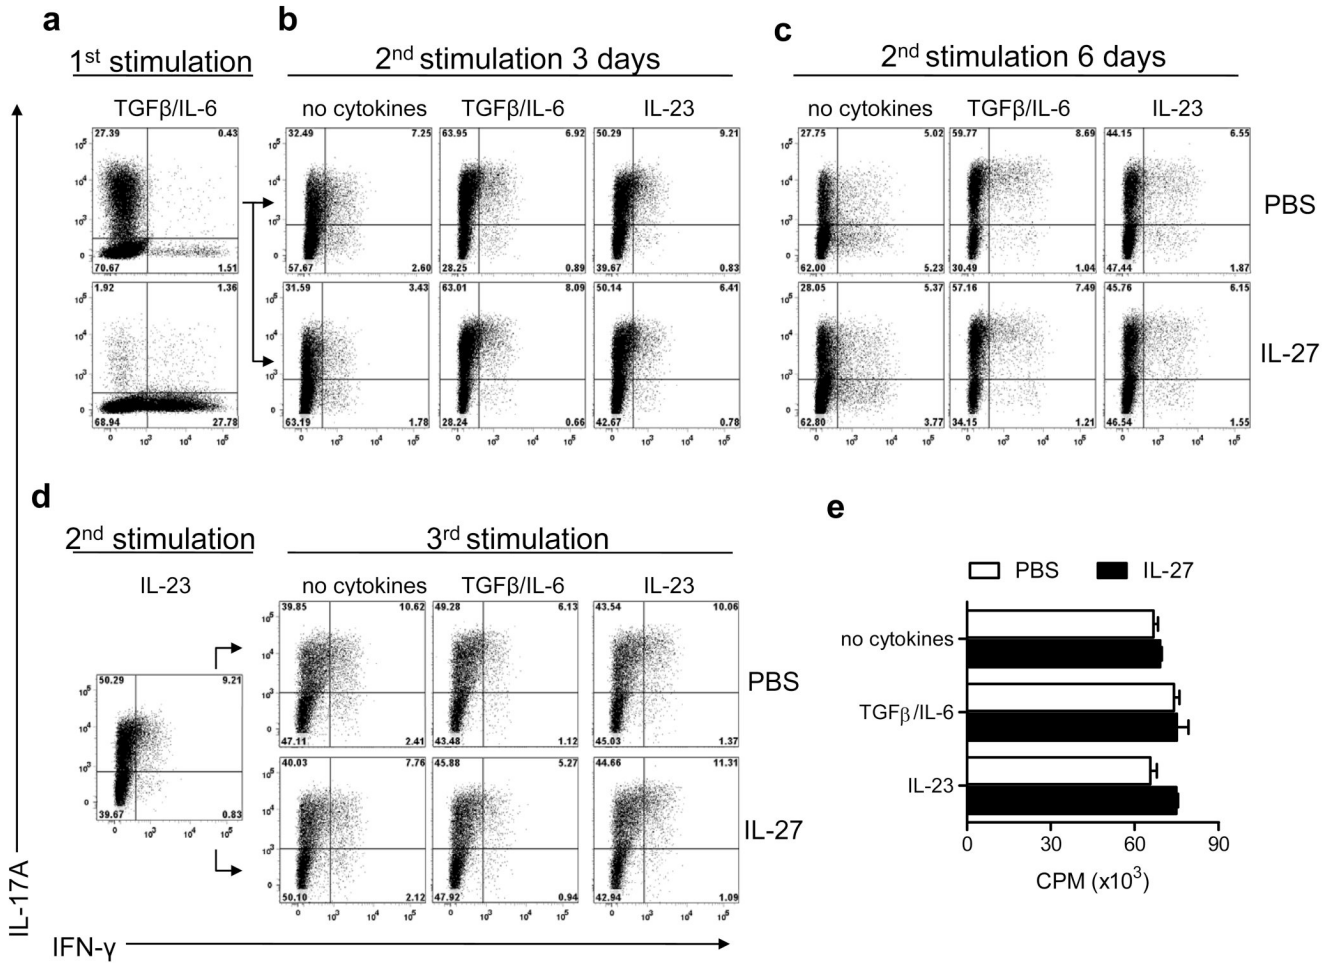 a
b
c
1st stimulation
2nd stimulation 3 days
2nd stimulation 6 days
TGFβ/IL-6
no cytokines
TGFβ/IL-6
IL-23
no cytokines
TGFβ/IL-6
IL-23
27.39 0.43
32.49 7.25
63.95 6.92
50.29 9.21
27.75 5.02
59.77 8.69
44.15 6.55
PBS
70.67 1.51
57.67 2.60
28.25 0.89
39.67 0.83
62.00 5.23
30.49 1.04
47.44 1.87
1.92 1.36
31.59 3.43
63.01 8.09
50.14 6.41
28.05 5.37
57.16 7.49
45.76 6.15
IL-27
68.94 27.78
63.19 1.78
28.24 0.66
42.67 0.78
62.80 3.77
34.15 1.21
46.54 1.55
d
2nd stimulation
3rd stimulation
IL-23
no cytokines
TGFβ/IL-6
IL-23
39.85 10.62
49.28 6.13
43.54 10.06
PBS
47.11 2.41
43.48 1.12
45.03 1.37
50.29 9.21
39.67 0.83
40.03 7.76
45.88 5.27
44.66 11.31
IL-27
50.10 2.12
47.92 0.94
42.94 1.09
IL-17A
IFN-γ
e
PBS
IL-27
no cytokines
TGFβ/IL-6
IL-23
0 30 60 90
CPM (x10³)